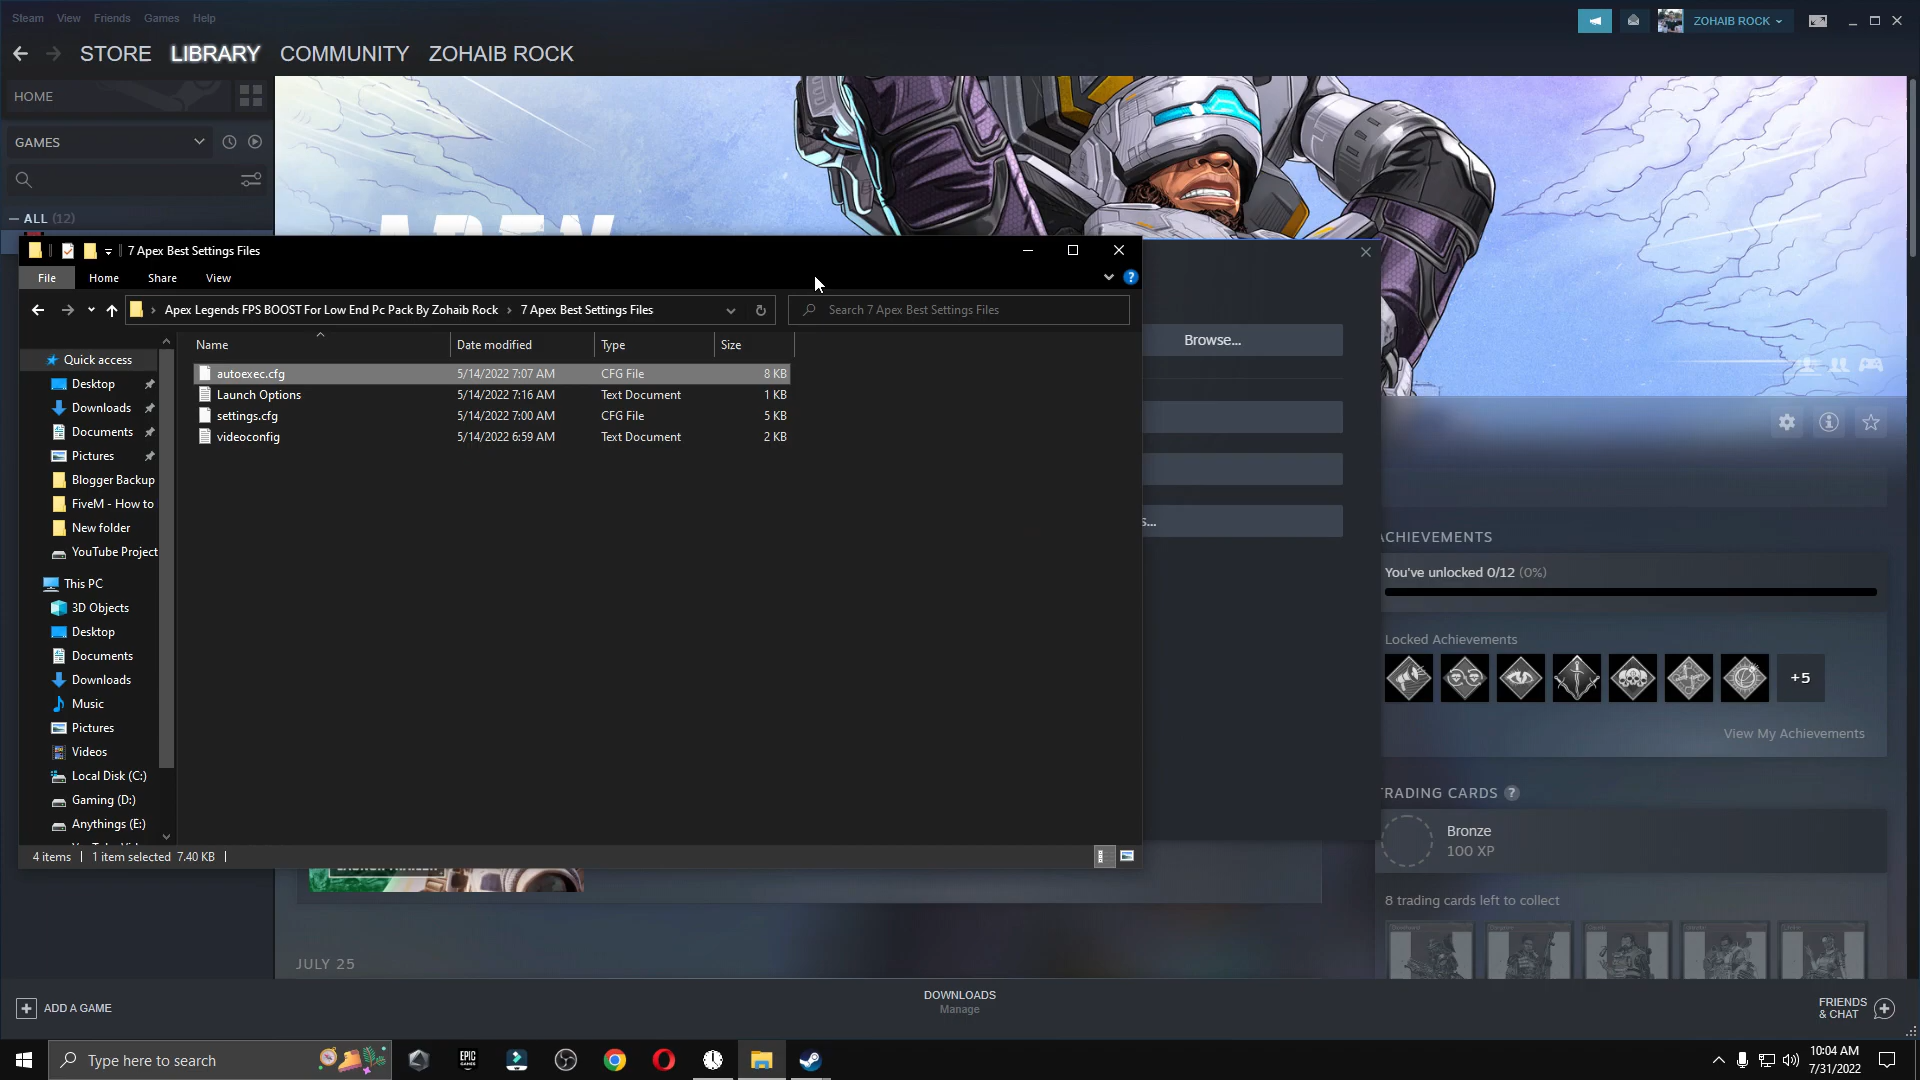 Steam View Friends Games Help
ZOHAIB ROCK
STORE LIBRARY COMMUNITY ZOHAIB ROCK
HOME
GAMES
ALL (12)
7 Apex Best Settings Files
File Home Share View
Apex Legends FPS BOOST For Low End Pc Pack By Zohaib Rock > 7 Apex Best Settings Files
Search 7 Apex Best Settings Files
Name Date modified Type Size
autoexec.cfg 5/14/2022 7:07 AM CFG File 8 KB
Launch Options 5/14/2022 7:16 AM Text Document 1 KB
settings.cfg 5/14/2022 7:00 AM CFG File 5 KB
videoconfig 5/14/2022 6:59 AM Text Document 2 KB
Quick access
Desktop
Downloads
Documents
Pictures
Blogger Backup
FiveM - How to
New folder
YouTube Project
This PC
3D Objects
Desktop
Documents
Downloads
Music
Pictures
Videos
Local Disk (C:)
Gaming (D:)
Anythings (E:)
4 items 1 item selected 7.40 KB
Browse...
s...
ACHIEVEMENTS
You've unlocked 0/12 (0%)
Locked Achievements
+5
View My Achievements
TRADING CARDS ?
Bronze
100 XP
8 trading cards left to collect
JULY 25
ADD A GAME
DOWNLOADS
Manage
FRIENDS
& CHAT
Type here to search
EPIC
GAMES
10:04 AM
7/31/2022